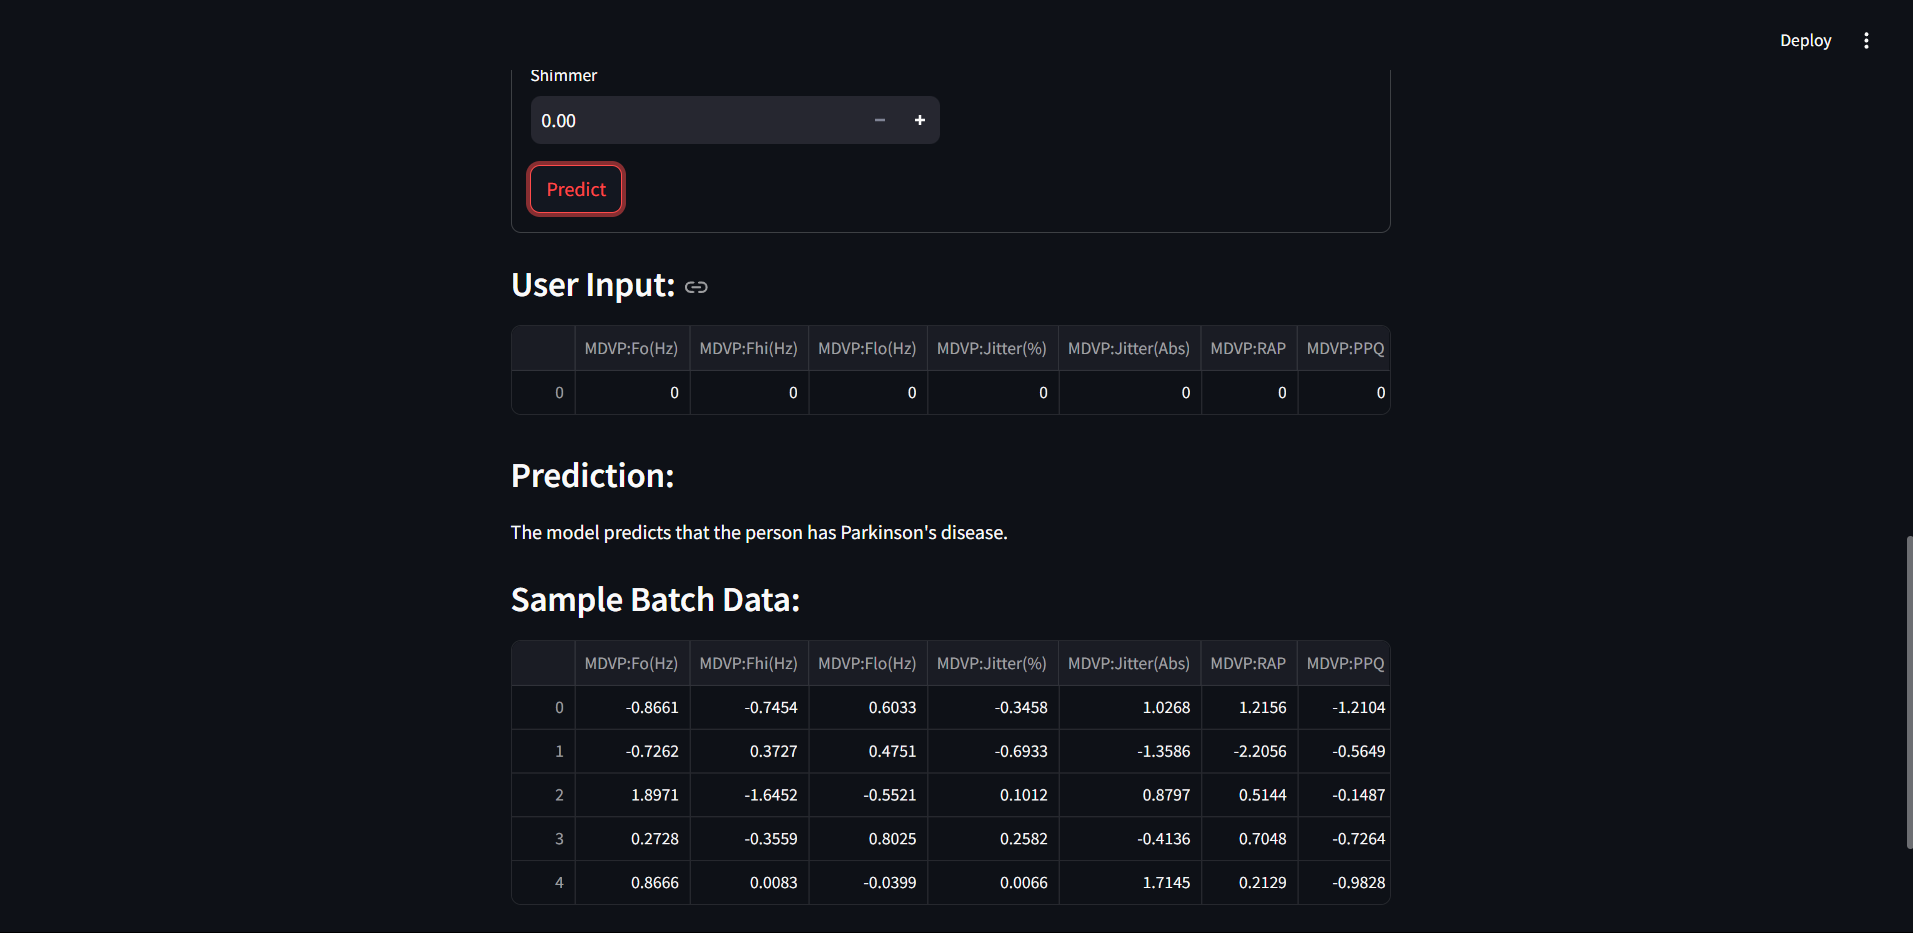 Deploy
Shimmer
0.00
Predict
User Input:
MDVP:Fo(Hz) MDVP:Fhi(Hz) MDVP:Flo(Hz) MDVP:Jitter(%) MDVP:Jitter(Abs) MDVP:RAP MDVP:PPQ
0 0 0 0 0 0 0 0
Prediction:
The model predicts that the person has Parkinson's disease.
Sample Batch Data:
MDVP:Fo(Hz) MDVP:Fhi(Hz) MDVP:Flo(Hz) MDVP:Jitter(%) MDVP:Jitter(Abs) MDVP:RAP MDVP:PPQ
0 -0.8661 -0.7454 0.6033 -0.3458 1.0268 1.2156 -1.2104
1 -0.7262 0.3727 0.4751 -0.6933 -1.3586 -2.2056 -0.5649
2 1.8971 -1.6452 -0.5521 0.1012 0.8797 0.5144 -0.1487
3 0.2728 -0.3559 0.8025 0.2582 -0.4136 0.7048 -0.7264
4 0.8666 0.0083 -0.0399 0.0066 1.7145 0.2129 -0.9828